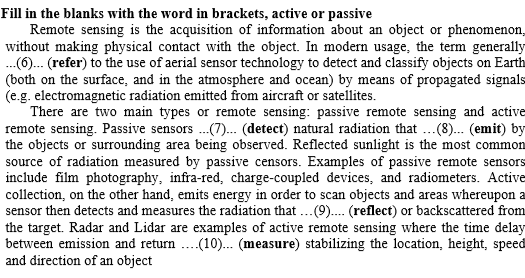 Fill in the blanks with the word in brackets, active or passive
Remote sensing is the acquisition of information about an object or phenomenon,
without making physical contact with the object. In modern usage, the term generally
...(6)... (refer) to the use of aerial sensor technology to detect and classify objects on Earth
(both on the surface, and in the atmosphere and ocean) by means of propagated signals
(e.g. electromagnetic radiation emitted from aircraft or satellites.
There are two main types or remote sensing: passive remote sensing and active
remote sensing. Passive sensors ...(7)... (detect) natural radiation that ...(8)... (emit) by
the objects or surrounding area being observed. Reflected sunlight is the most common
source of radiation measured by passive censors. Examples of passive remote sensors
include film photography, infra-red, charge-coupled devices, and radiometers. Active
collection, on the other hand, emits energy in order to scan objects and areas whereupon a
sensor then detects and measures the radiation that ...(9).... (reflect) or backscattered from
the target. Radar and Lidar are examples of active remote sensing where the time delay
between emission and return ....(10)... (measure) stabilizing the location, height, speed
and direction of an object